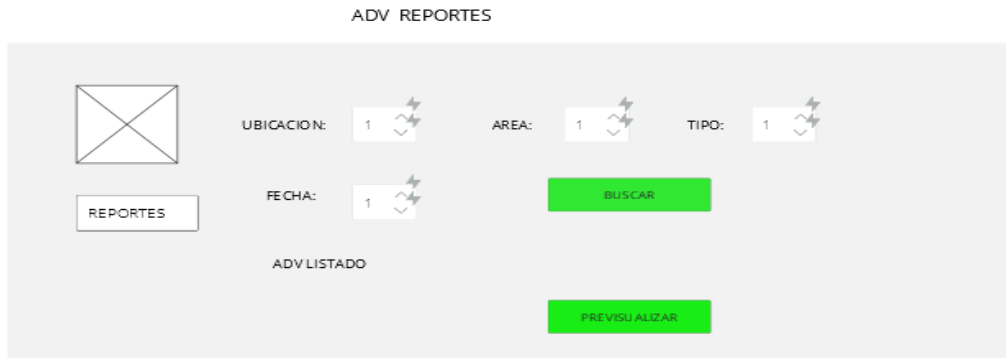 ADV REPORTES
UBICACION: 1 AREA: 1 TIPO: 1
FECHA: 1 BUSCAR
REPORTES
ADV LISTADO
PREVISUALIZAR